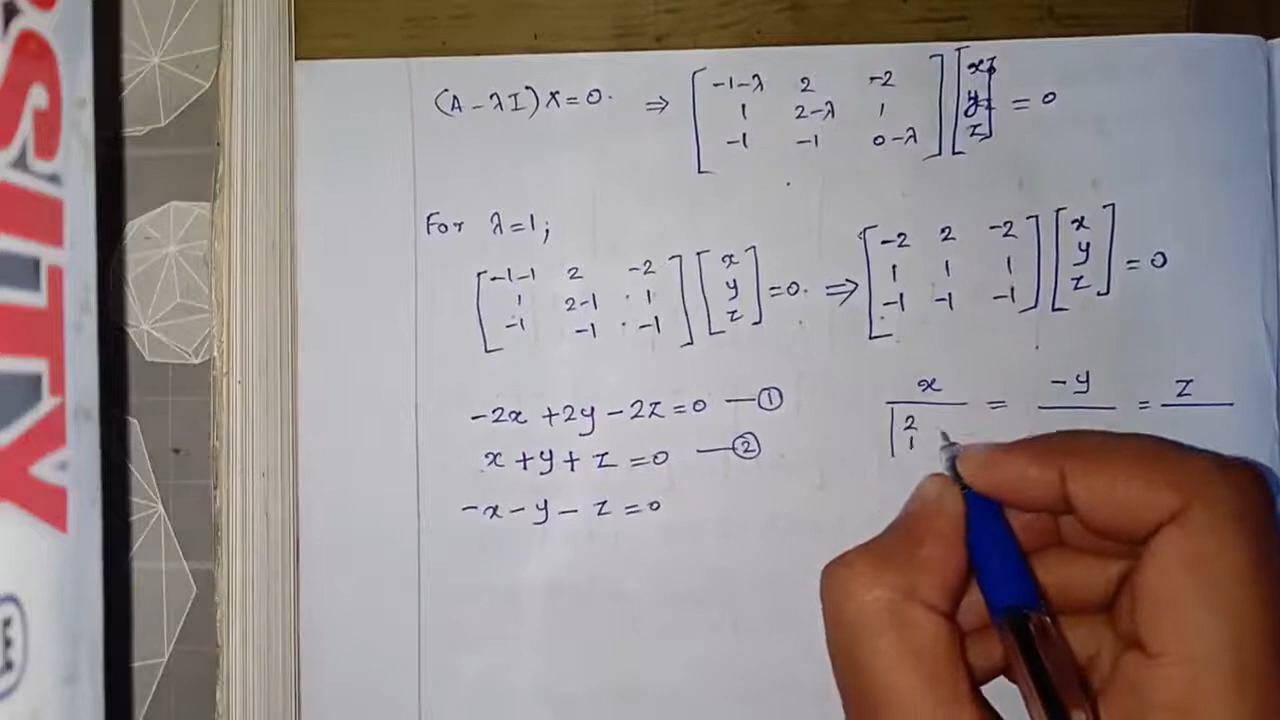 (A - λI) X = 0. ⇒ [ -1-λ 2 -2 ; 1 2-λ 1 ; -1 -1 0-λ ] [ x ; y ; z ] = 0
For λ = 1;
[ -1-1 2 -2 ; 1 2-1 1 ; -1 -1 -1 ] [ x ; y ; z ] = 0. ⇒ [ -2 2 -2 ; 1 1 1 ; -1 -1 -1 ] [ x ; y ; z ] = 0
-2x + 2y - 2z = 0 — ①
x + y + z = 0 — ②
-x - y - z = 0
x / | 2 ; 1 = -y / = z /
SITY